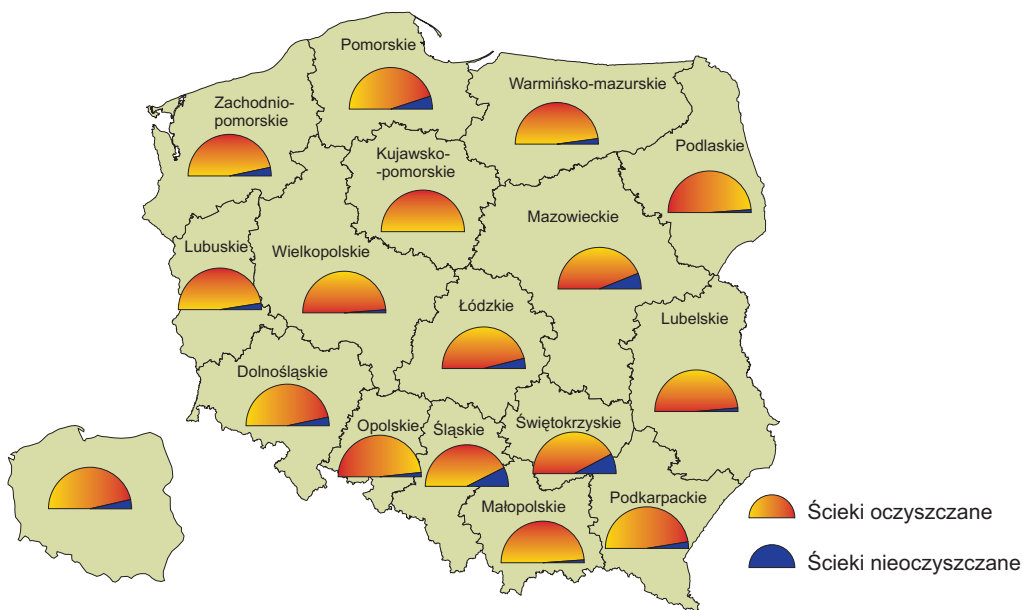 Pomorskie
Warmińsko-mazurskie
Zachodnio-
pomorskie
Podlaskie
Kujawsko-
-pomorskie
Mazowieckie
Lubuskie
Wielkopolskie
Łódzkie
Lubelskie
Dolnośląskie
Opolskie
Śląskie
Świętokrzyskie
Małopolskie
Podkarpackie
Ścieki oczyszczane
Ścieki nieoczyszczane